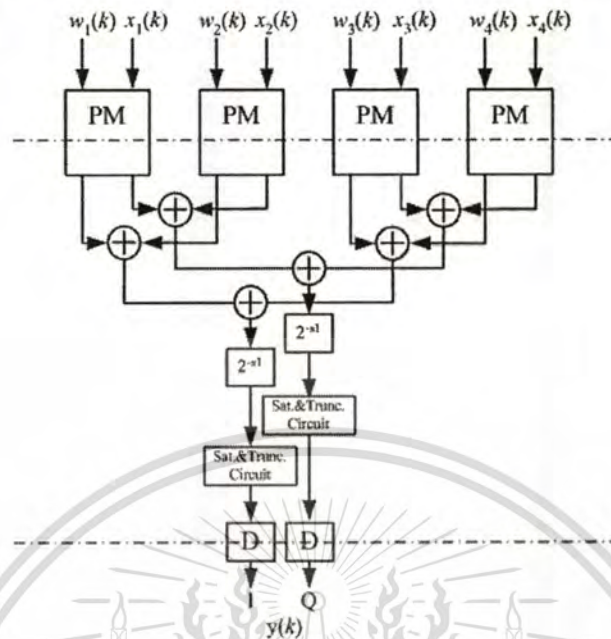 w₁(k) x₁(k) w₂(k) x₂(k) w₃(k) x₃(k) w₄(k) x₄(k)
PM PM PM PM
2⁻ˢ¹
2⁻ˢ¹
Sat.&Trunc.
Circuit
Sat.&Trunc.
Circuit
D D
I Q
y(k)